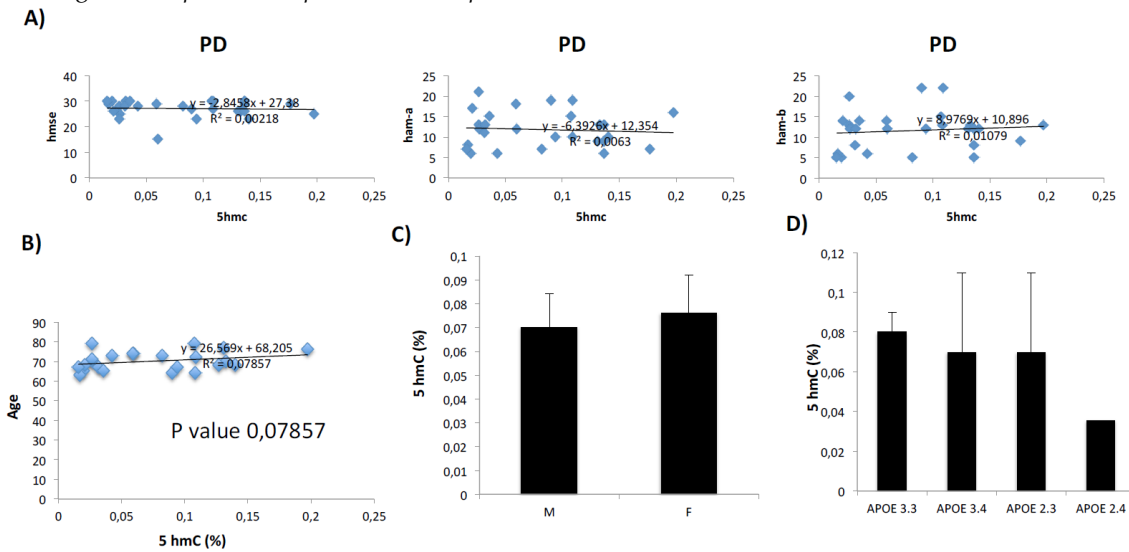 A)
PD
hmse
40
30
20
10
0
y = -2,8458x + 27,38
R² = 0,00218
0 0,05 0,1 0,15 0,2 0,25
5hmc
PD
ham-a
25
20
15
10
5
0
y = -6,3926x + 12,354
R² = 0,0063
0 0,05 0,1 0,15 0,2 0,25
5hmc
PD
ham-b
25
20
15
10
5
0
y = 8,9769x + 10,896
R² = 0,01079
0 0,05 0,1 0,15 0,2 0,25
5hmc
B)
Age
90
80
70
60
50
40
30
20
10
0
y = 26,569x + 68,205
R² = 0,07857
P value 0,07857
0 0,05 0,1 0,15 0,2 0,25
5 hmC (%)
C)
5 hmC (%)
0,1
0,09
0,08
0,07
0,06
0,05
0,04
0,03
0,02
0,01
0
M F
D)
5 hmC (%)
0,12
0,1
0,08
0,06
0,04
0,02
0
APOE 3.3 APOE 3.4 APOE 2.3 APOE 2.4